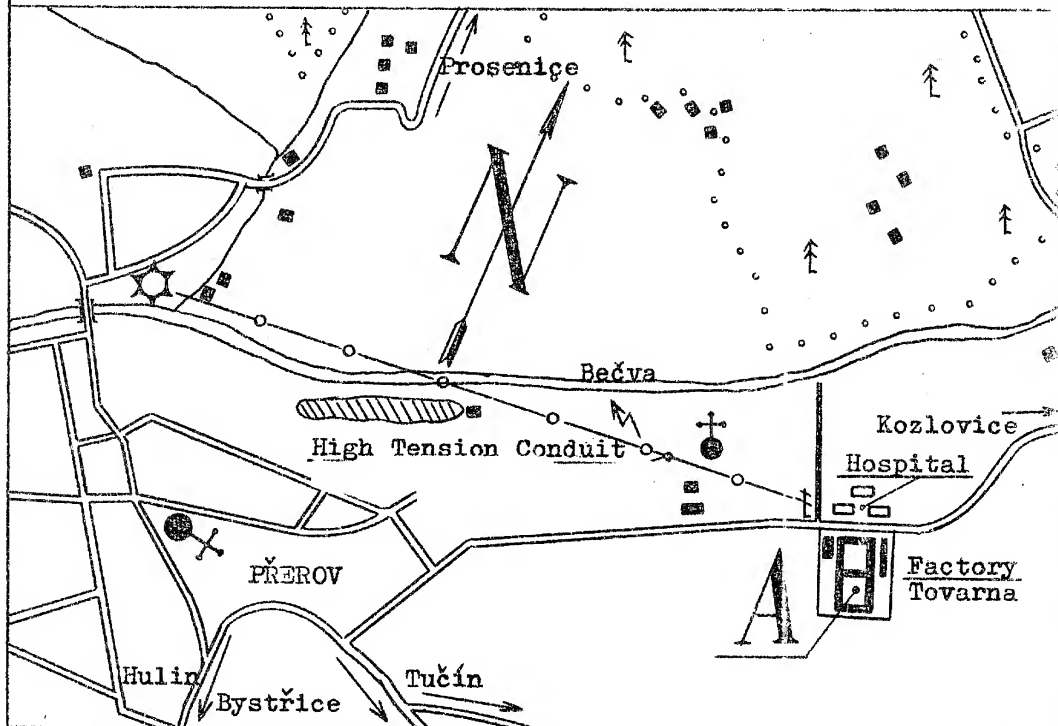 Prosenice
N
Bečva
Kozlovice
High Tension Conduit
Hospital
PŘEROV
A
Factory
Tovarna
Hulin
Tučín
Bystřice